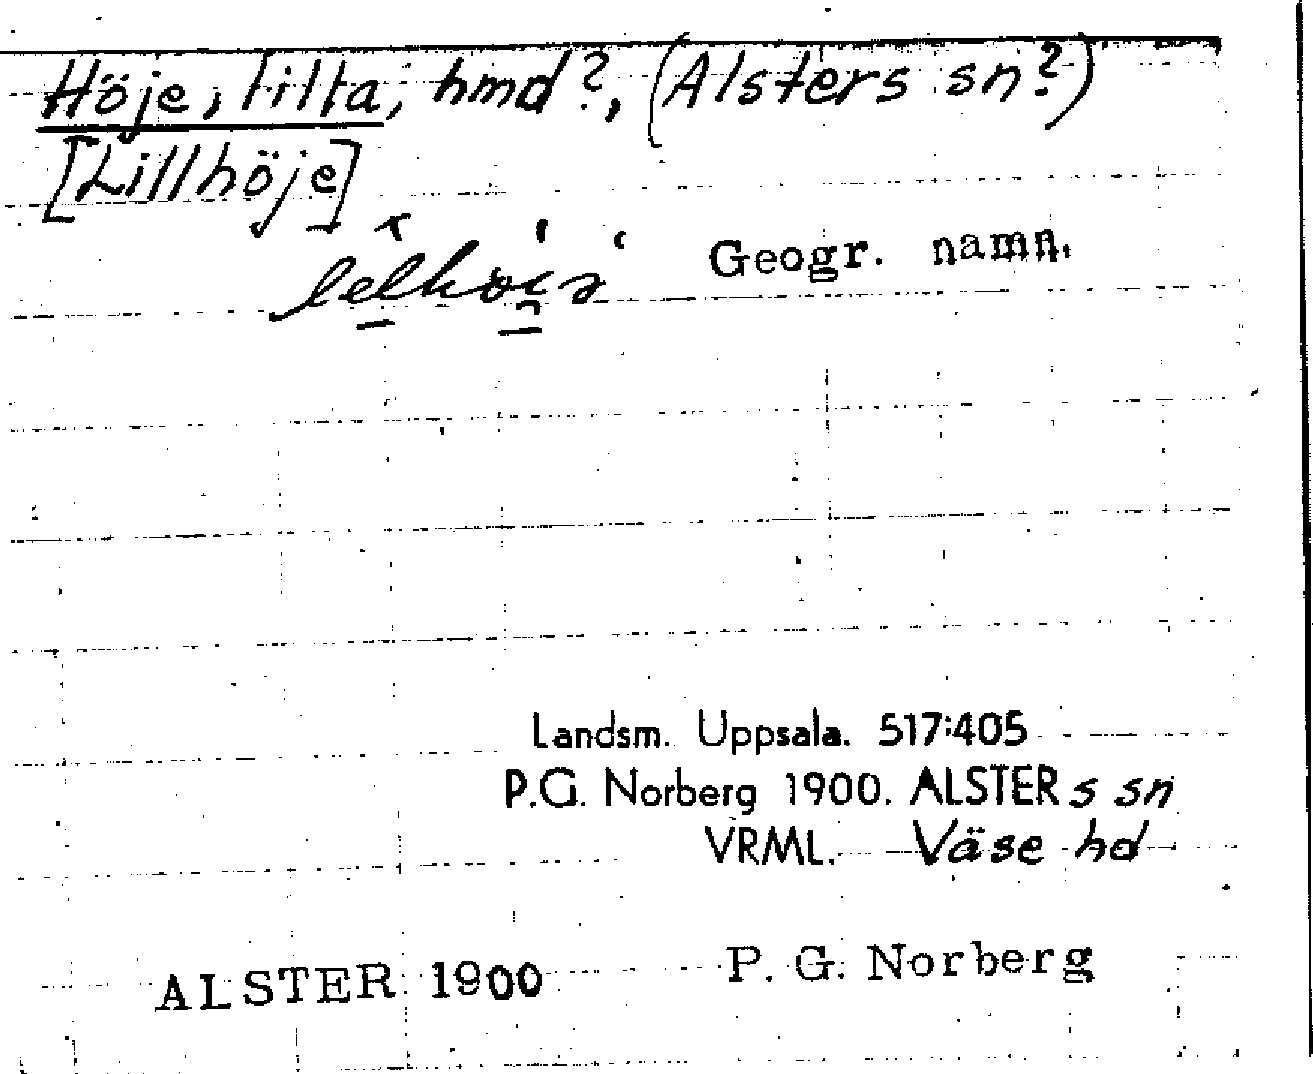 Höje, lilla, hmd?, (Alsters sn?)
[Lillhöje]
Geogr. namn.
Landsm. Uppsala. 517:405
P.G. Norberg 1900. ALSTERs sn
VRML. Väse hd
ALSTER 1900 P. G. Norberg